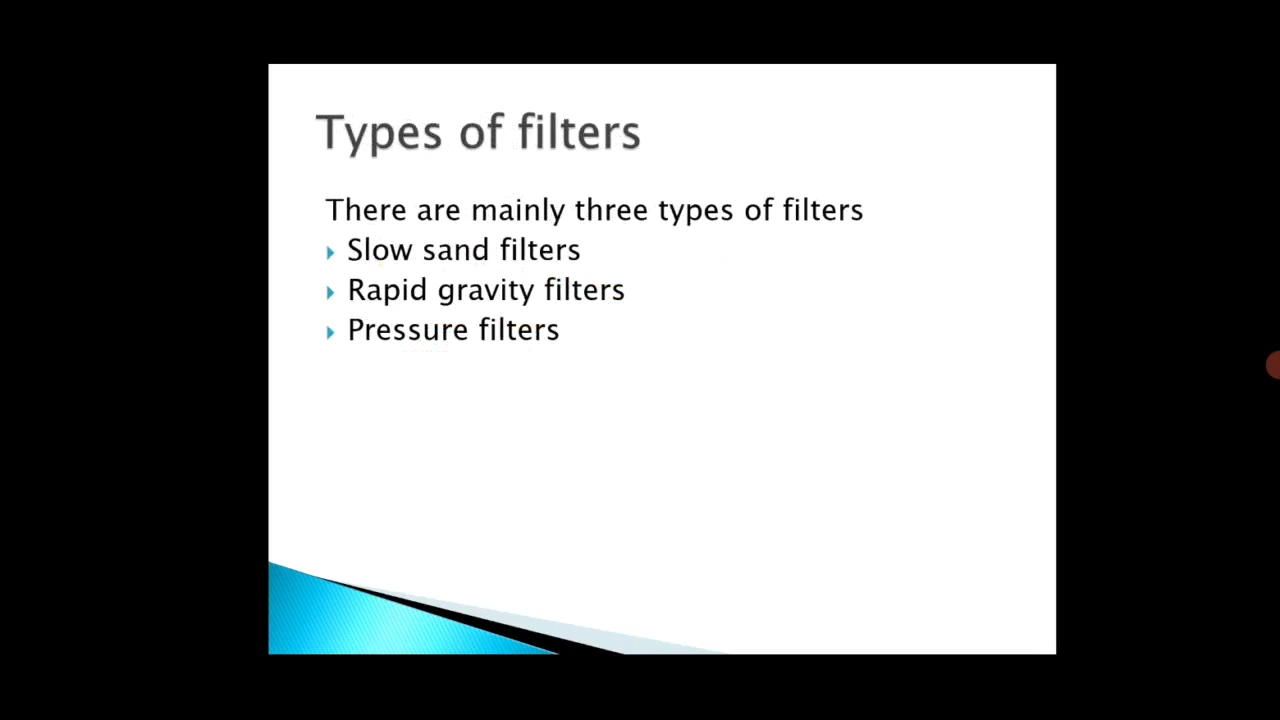 Types of filters
There are mainly three types of filters
Slow sand filters
Rapid gravity filters
Pressure filters